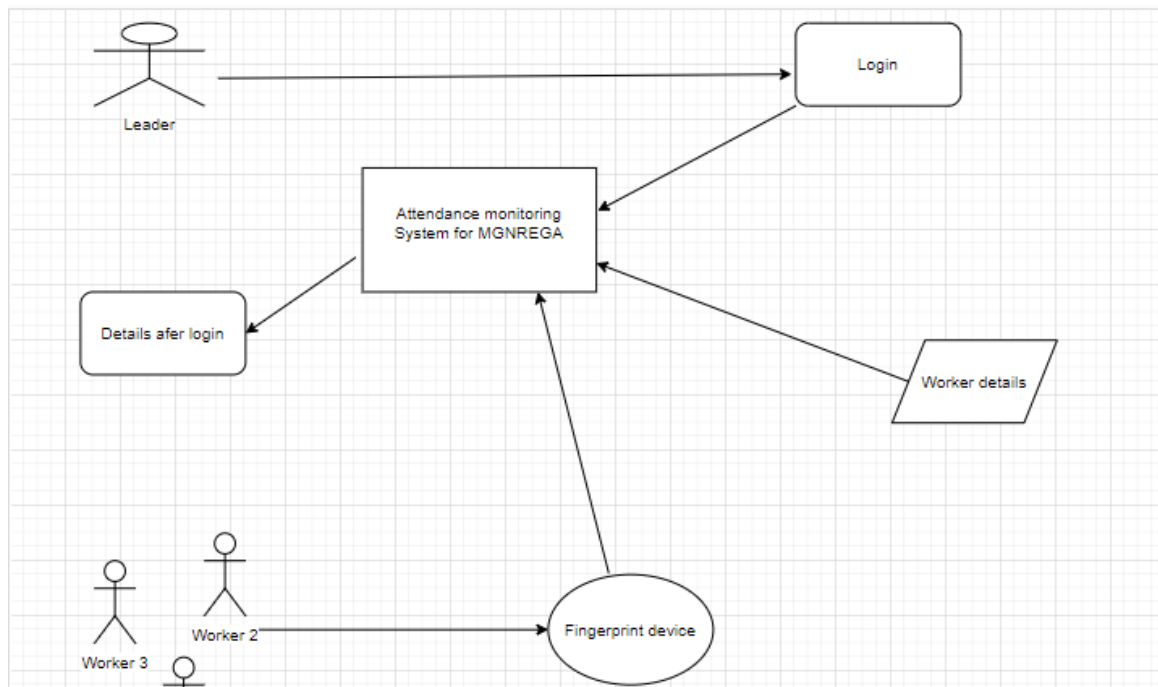 Login
Leader
Attendance monitoring
System for MGNREGA
Details afer login
Worker details
Fingerprint device
Worker 2
Worker 3